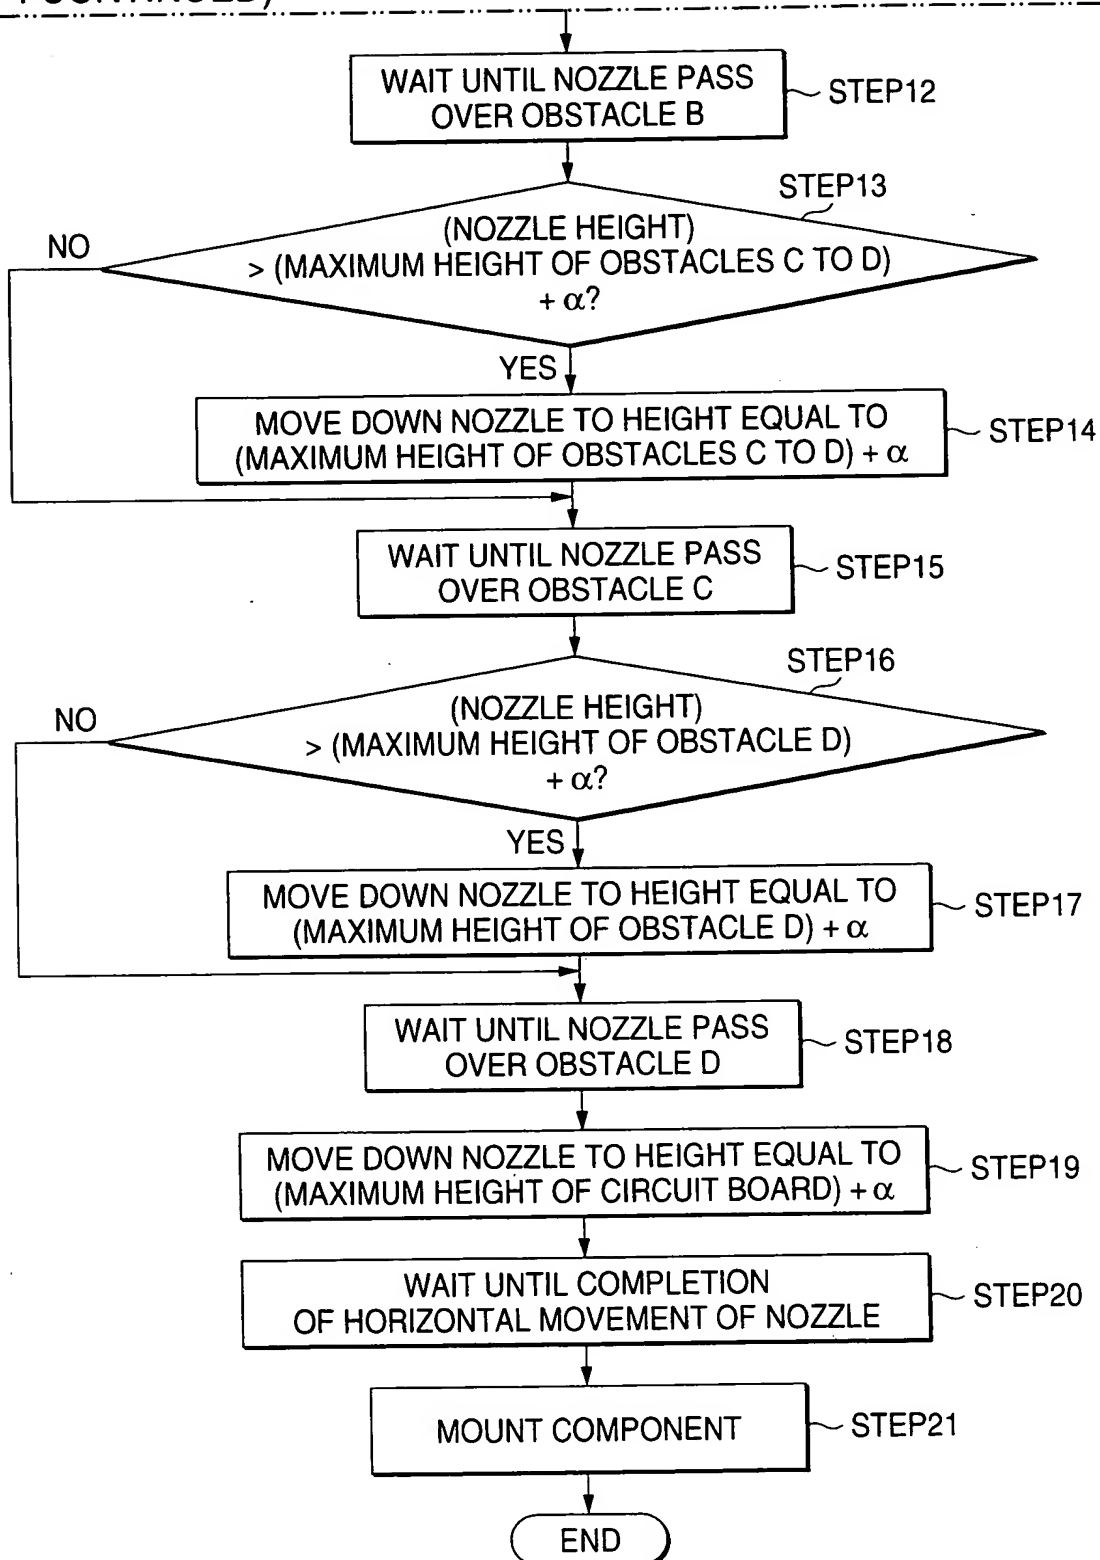 WAIT UNTIL NOZZLE PASS
OVER OBSTACLE B
STEP12
STEP13
(NOZZLE HEIGHT)
> (MAXIMUM HEIGHT OF OBSTACLES C TO D)
+ α?
NO
YES
MOVE DOWN NOZZLE TO HEIGHT EQUAL TO
(MAXIMUM HEIGHT OF OBSTACLES C TO D) + α
STEP14
WAIT UNTIL NOZZLE PASS
OVER OBSTACLE C
STEP15
STEP16
(NOZZLE HEIGHT)
> (MAXIMUM HEIGHT OF OBSTACLE D)
+ α?
NO
YES
MOVE DOWN NOZZLE TO HEIGHT EQUAL TO
(MAXIMUM HEIGHT OF OBSTACLE D) + α
STEP17
WAIT UNTIL NOZZLE PASS
OVER OBSTACLE D
STEP18
MOVE DOWN NOZZLE TO HEIGHT EQUAL TO
(MAXIMUM HEIGHT OF CIRCUIT BOARD) + α
STEP19
WAIT UNTIL COMPLETION
OF HORIZONTAL MOVEMENT OF NOZZLE
STEP20
MOUNT COMPONENT
STEP21
END